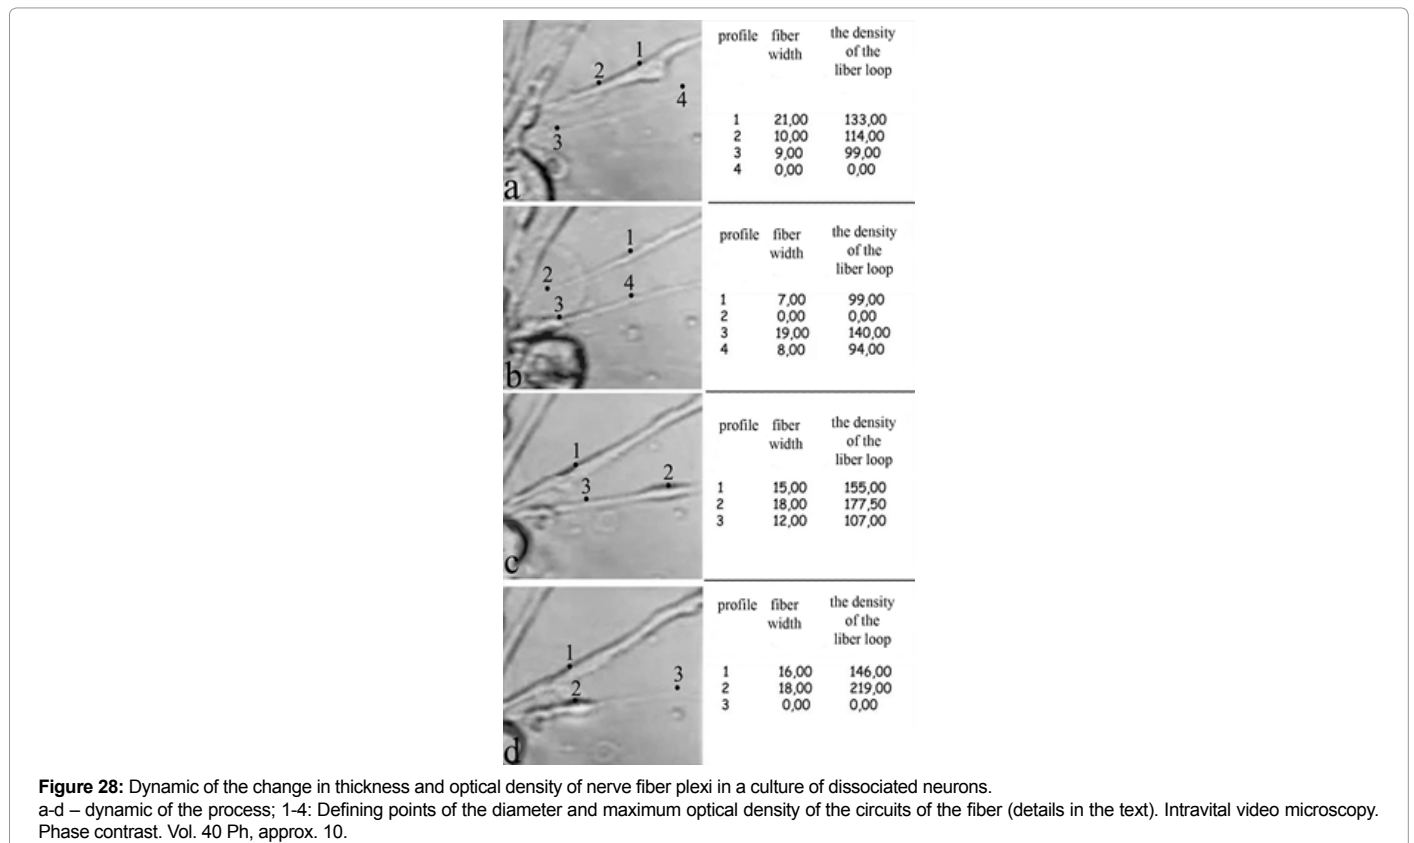 1
2
4
3
a
profile fiber width the density of the liber loop
1 21,00 133,00
2 10,00 114,00
3 9,00 99,00
4 0,00 0,00
1
2
4
3
b
profile fiber width the density of the liber loop
1 7,00 99,00
2 0,00 0,00
3 19,00 140,00
4 8,00 94,00
1
2
3
c
profile fiber width the density of the liber loop
1 15,00 155,00
2 18,00 177,50
3 12,00 107,00
1
3
2
d
profile fiber width the density of the liber loop
1 16,00 146,00
2 18,00 219,00
3 0,00 0,00
Figure 28: Dynamic of the change in thickness and optical density of nerve fiber plexi in a culture of dissociated neurons.
a-d – dynamic of the process; 1-4: Defining points of the diameter and maximum optical density of the circuits of the fiber (details in the text). Intravital video microscopy.
Phase contrast. Vol. 40 Ph, approx. 10.